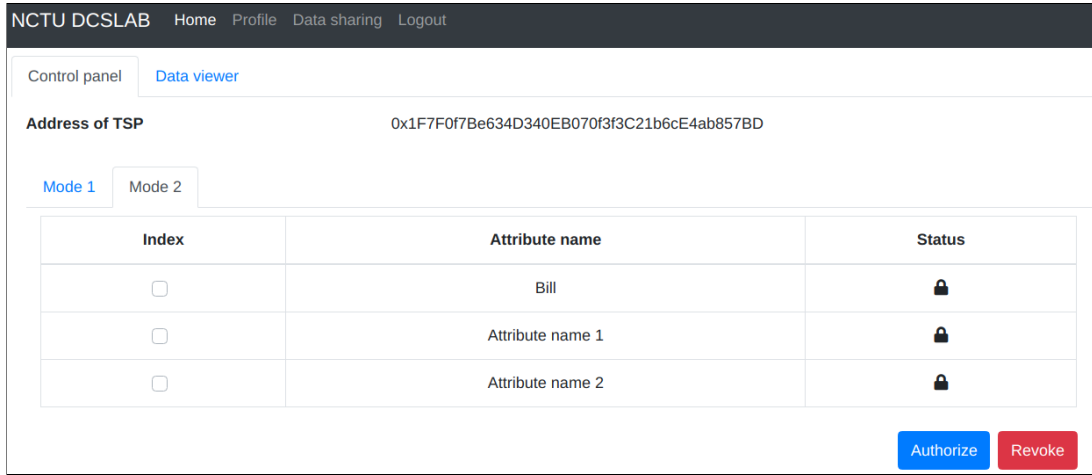 NCTU DCSLAB Home Profile Data sharing Logout
Control panel Data viewer
Address of TSP 0x1F7F0f7Be634D340EB070f3f3C21b6cE4ab857BD
Mode 1 Mode 2
Index Attribute name Status
Bill
Attribute name 1
Attribute name 2
Authorize Revoke